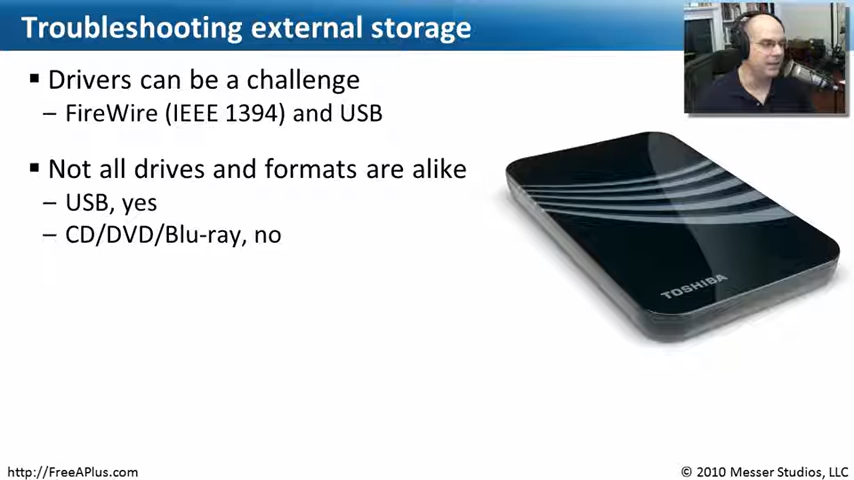 Troubleshooting external storage
▪ Drivers can be a challenge
– FireWire (IEEE 1394) and USB
▪ Not all drives and formats are alike
– USB, yes
– CD/DVD/Blu-ray, no
TOSHIBA
http://FreeAPlus.com
© 2010 Messer Studios, LLC